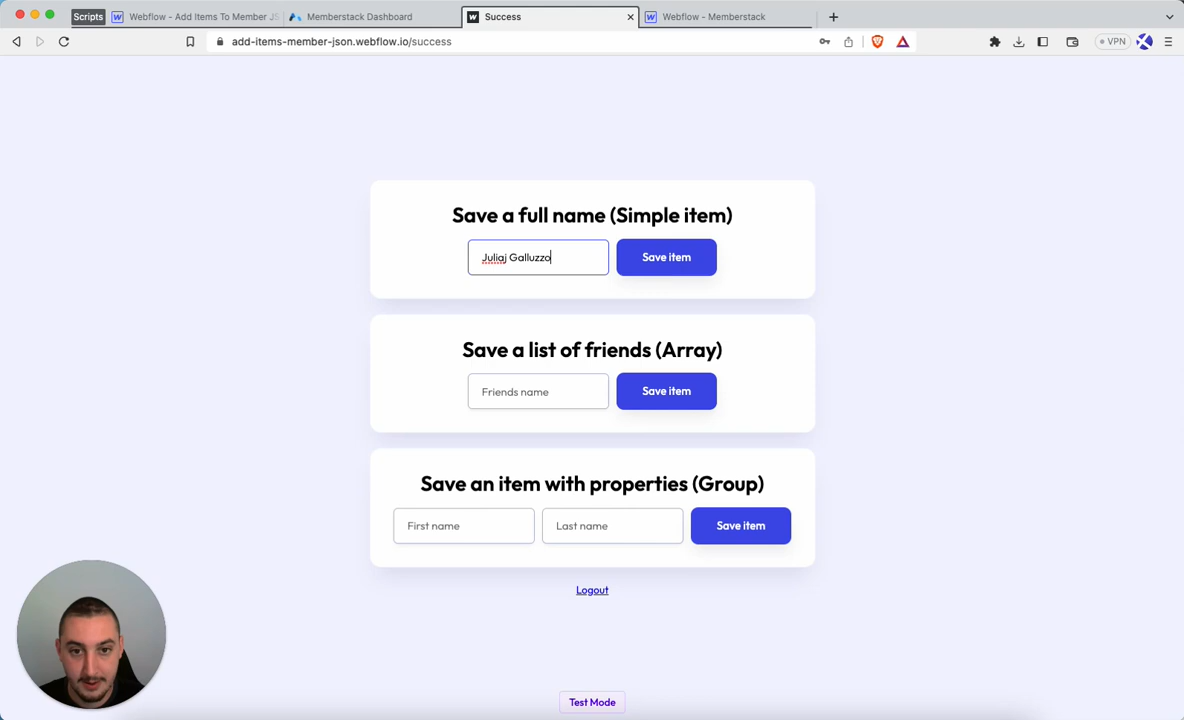 Scripts
Webflow - Add Items To Member JS
Memberstack Dashboard
Success
Webflow - Memberstack
add-items-member-json.webflow.io/success
VPN
Save a full name (Simple item)
Juliaj Galluzzo
Save item
Save a list of friends (Array)
Friends name
Save item
Save an item with properties (Group)
First name
Last name
Save item
Logout
Test Mode